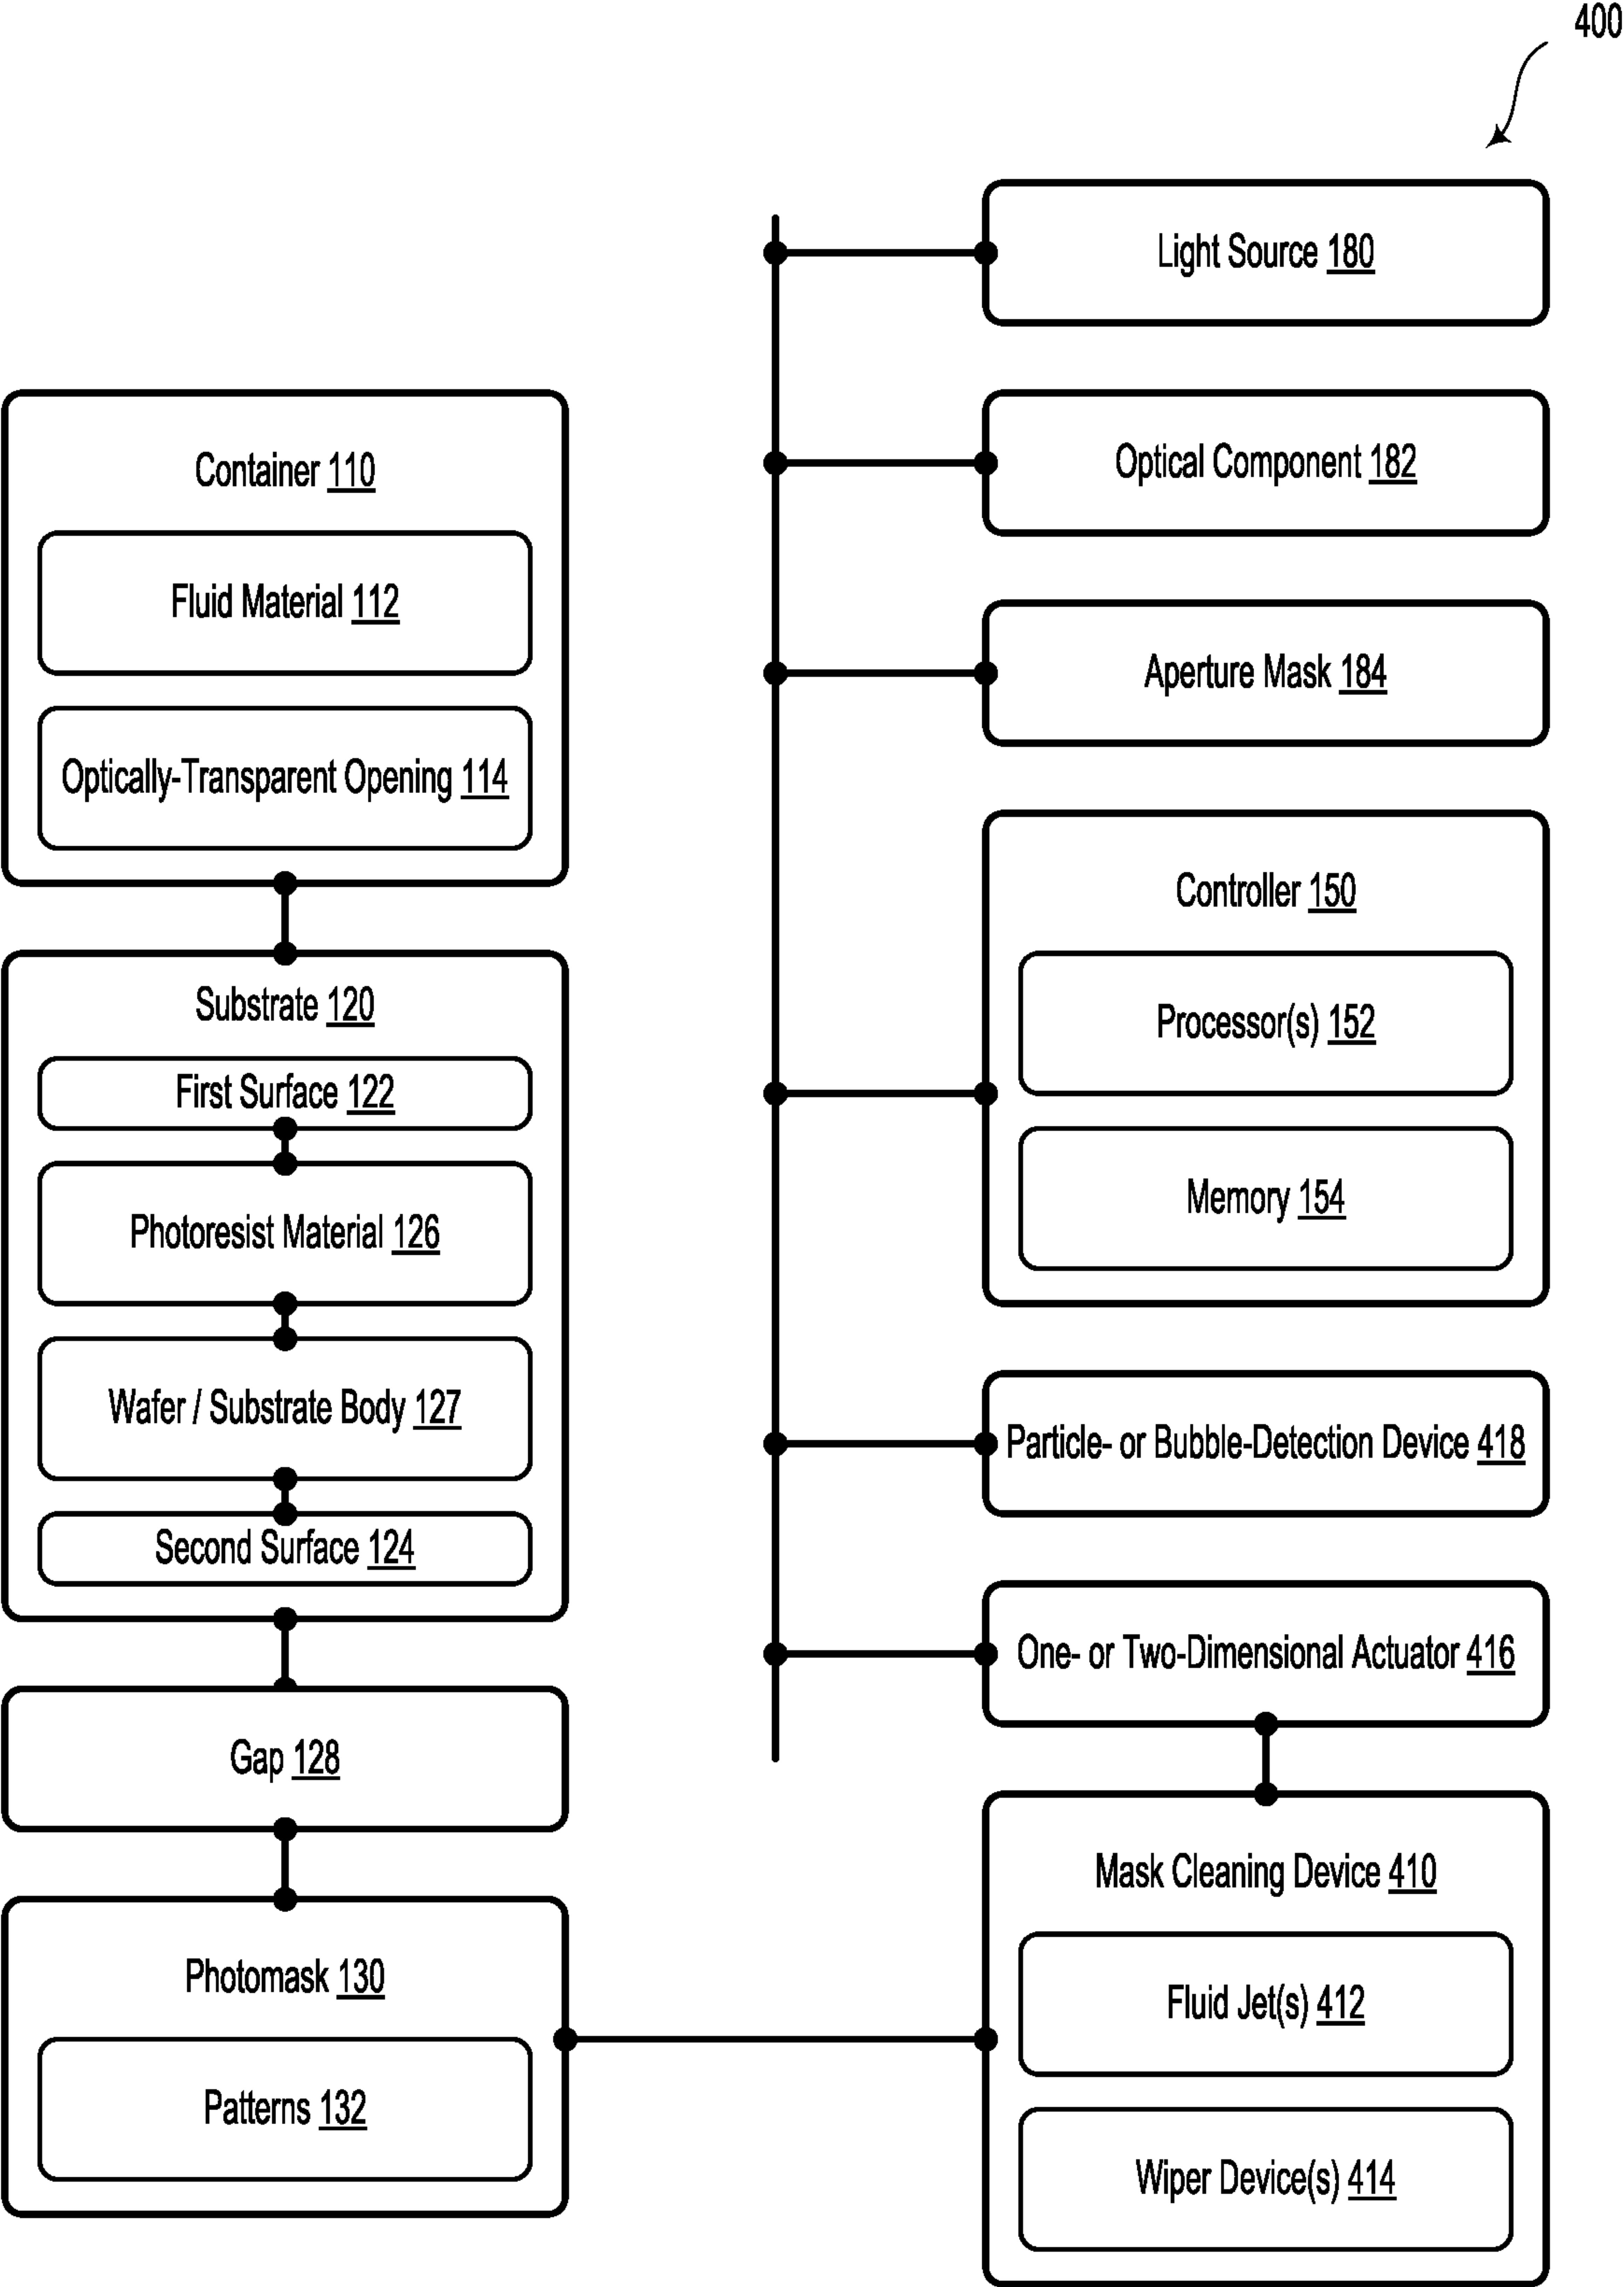 400
Light Source 180
Optical Component 182
Aperture Mask 184
Controller 150
Processor(s) 152
Memory 154
Particle- or Bubble-Detection Device 418
One- or Two-Dimensional Actuator 416
Mask Cleaning Device 410
Fluid Jet(s) 412
Wiper Device(s) 414
Container 110
Fluid Material 112
Optically-Transparent Opening 114
Substrate 120
First Surface 122
Photoresist Material 126
Wafer / Substrate Body 127
Second Surface 124
Gap 128
Photomask 130
Patterns 132